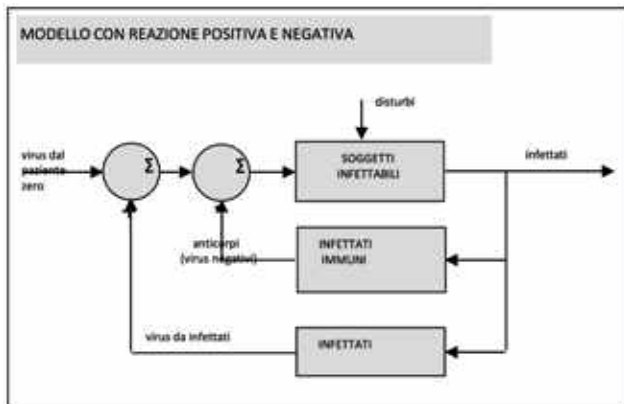 MODELLO CON REAZIONE POSITIVA E NEGATIVA
disturbi
virus dal
paziente
zero
Σ
Σ
SOGGETTI
INFETTABILI
infettati
anticorpi
(virus negativi)
INFETTATI
IMMUNI
virus da infettati
INFETTATI